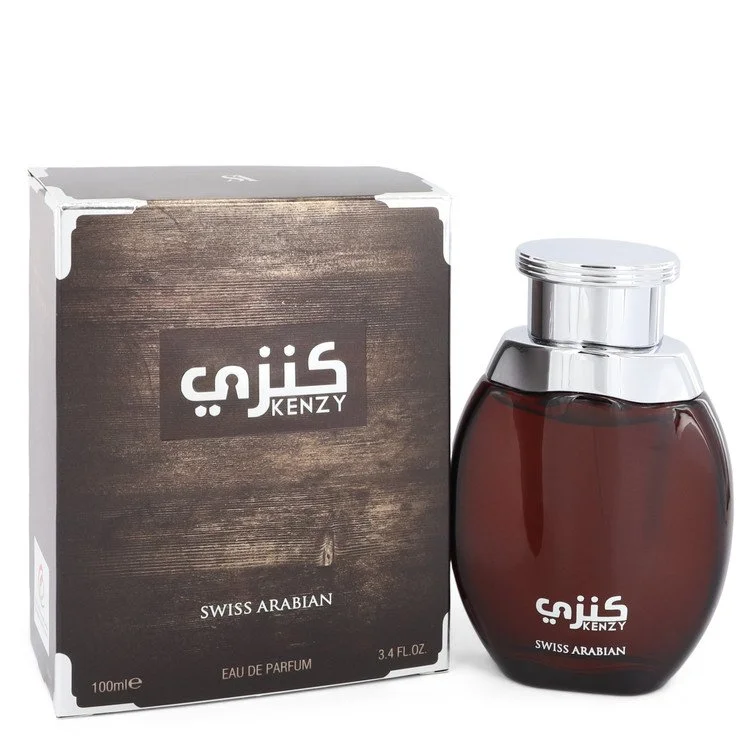 كنزي
KENZY
SWISS ARABIAN
EAU DE PARFUM
100ml℮
3.4 FL.OZ.
كنزي
KENZY
SWISS ARABIAN